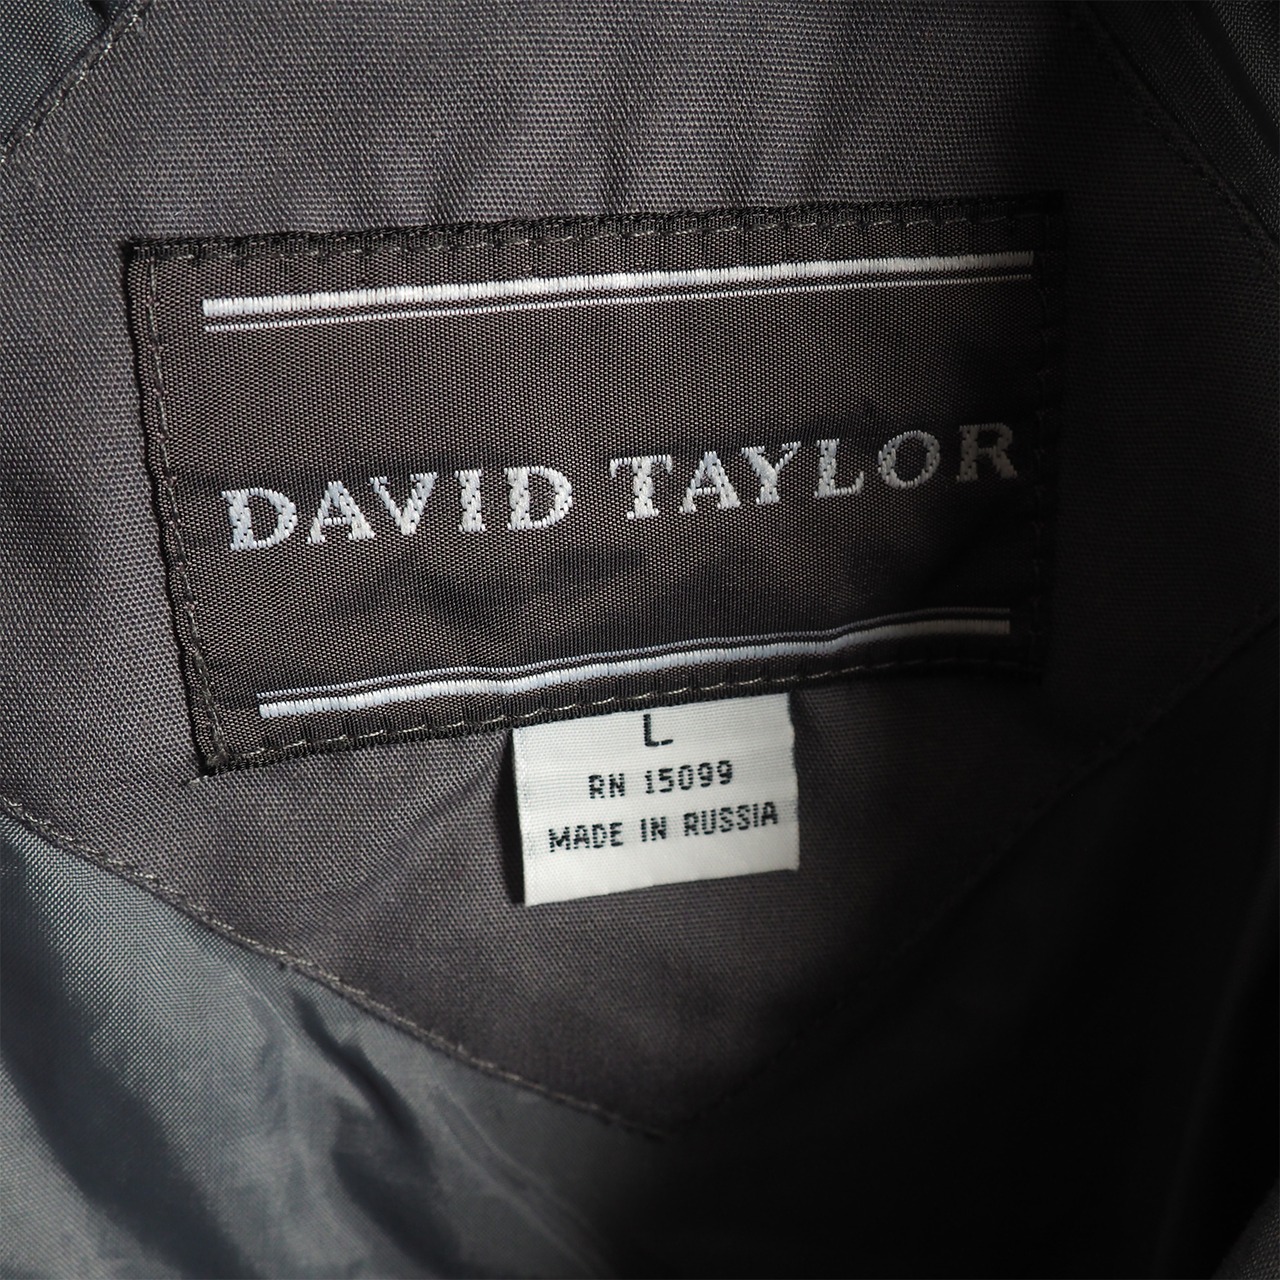 DAVID TAYLOR
L
RN 15099
MADE IN RUSSIA